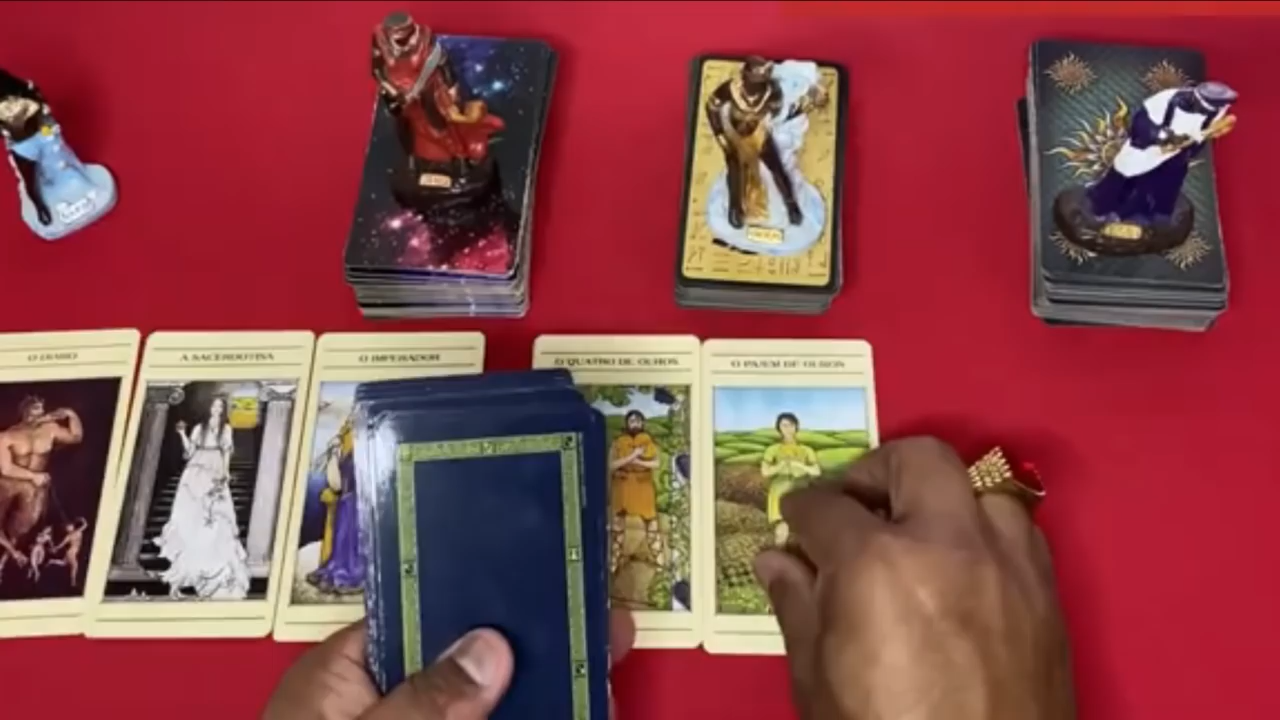 O DIABO
A SACERDOTISA
O IMPERADOR
O QUATRO DE OUROS
O PAJEM DE OUROS